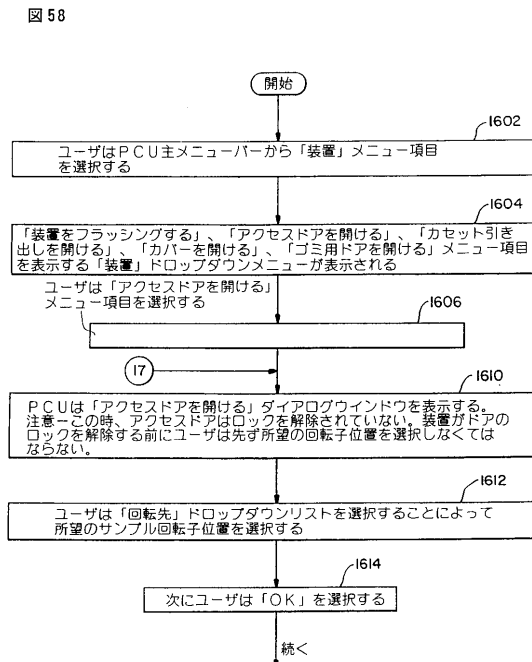 図58
開始
1602
ユーザはPCU主メニューバーから「装置」メニュー項目
を選択する
1604
「装置をフラッシングする」、「アクセスドアを開ける」、「カセット引き
出しを開ける」、「カバーを開ける」、「ゴミ用ドアを開ける」メニュー項目
を表示する「装置」ドロップダウンメニューが表示される
ユーザは「アクセスドアを開ける」
メニュー項目を選択する
1606
17
1610
PCUは「アクセスドアを開ける」ダイアログウインドウを表示する。
注意ーこの時、アクセスドアはロックを解除されていない。装置がドアの
ロックを解除する前にユーザは先ず所望の回転子位置を選択しなくては
ならない。
1612
ユーザは「回転先」ドロップダウンリストを選択することによって
所望のサンプル回転子位置を選択する
1614
次にユーザは「OK」を選択する
続く